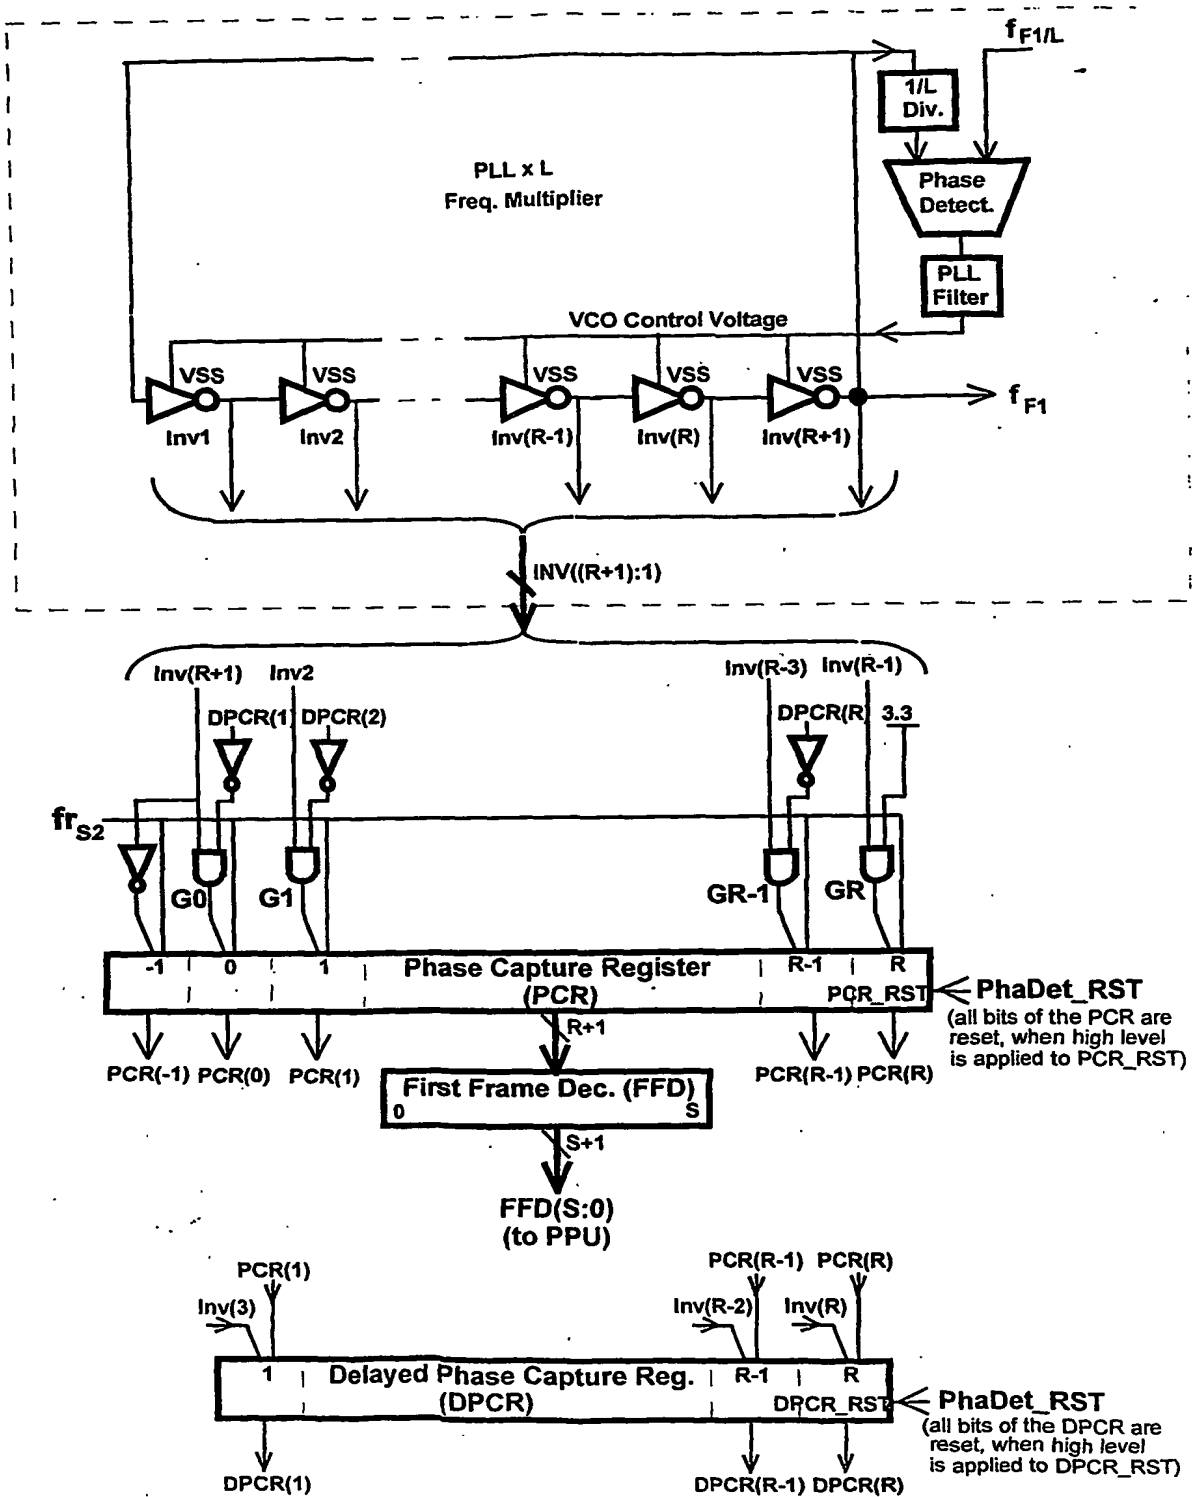 f F1/L
1/L
Div.
PLL x L
Freq. Multiplier
Phase
Detect.
PLL
Filter
VCO Control Voltage
VSS VSS VSS VSS VSS
f F1
Inv1 Inv2 Inv(R-1) Inv(R) Inv(R+1)
INV((R+1):1)
Inv(R+1) Inv2 Inv(R-3) Inv(R-1)
DPCR(1) DPCR(2) DPCR(R) 3.3
fr S2
G0 G1 GR-1 GR
-1 0 1 Phase Capture Register R-1 R
(PCR) PCR_RST
PhaDet_RST
(all bits of the PCR are
reset, when high level
is applied to PCR_RST)
R+1
PCR(-1) PCR(0) PCR(1) PCR(R-1) PCR(R)
First Frame Dec. (FFD)
0 S
S+1
FFD(S:0)
(to PPU)
PCR(1) PCR(R-1) PCR(R)
Inv(3) Inv(R-2) Inv(R)
1 Delayed Phase Capture Reg. R-1 R
(DPCR) DPCR_RST
PhaDet_RST
(all bits of the DPCR are
reset, when high level
is applied to DPCR_RST)
DPCR(1) DPCR(R-1) DPCR(R)